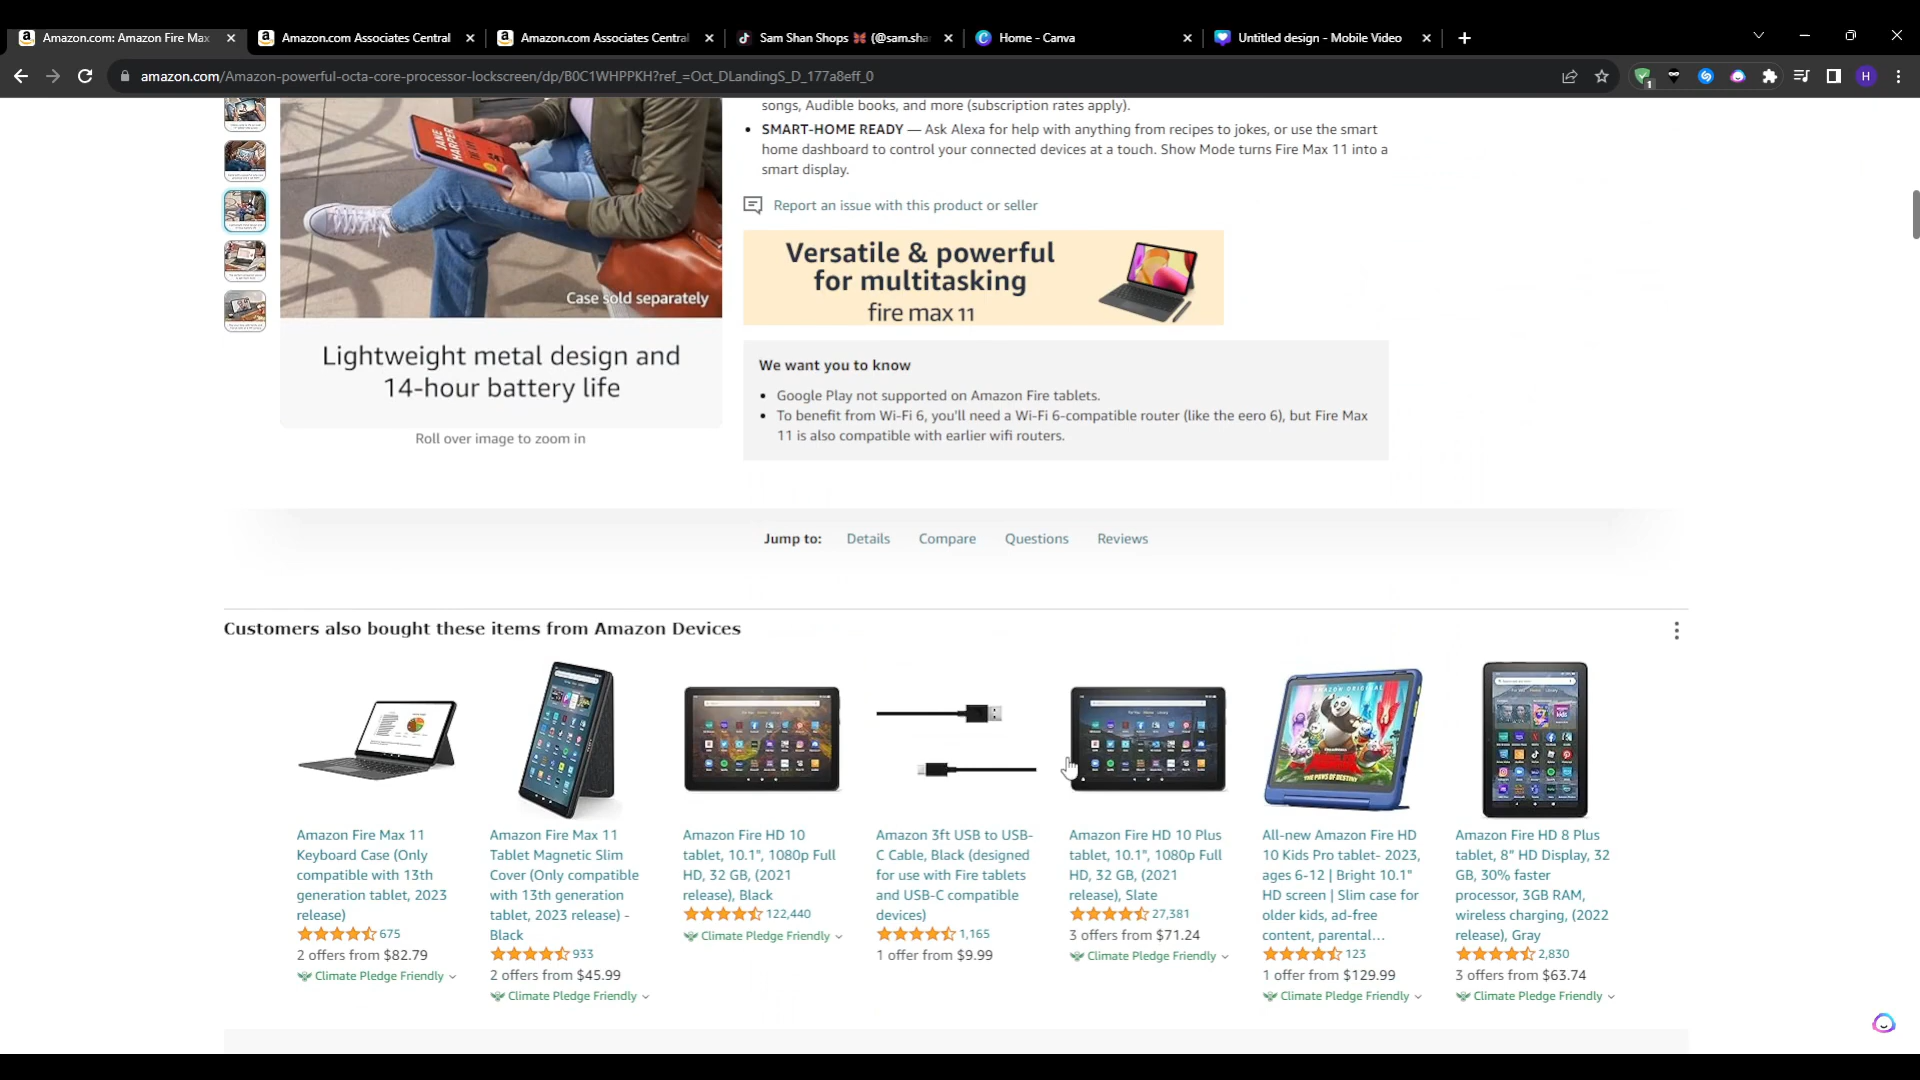 Amazon.com: Amazon Fire Max
Amazon.com Associates Central
Amazon.com Associates Central
Sam Shan Shops 🦋 (@sam.sha
Home - Canva
Untitled design - Mobile Video
amazon.com/Amazon-powerful-octa-core-processor-lockscreen/dp/B0C1WHPPKH?ref_=Oct_DLandingS_D_177a8eff_0
1
H
songs, Audible books, and more (subscription rates apply).
• SMART-HOME READY — Ask Alexa for help with anything from recipes to jokes, or use the smart
home dashboard to control your connected devices at a touch. Show Mode turns Fire Max 11 into a
smart display.
Report an issue with this product or seller
JANE
HARPER
Case sold separately
Lightweight metal design and
14-hour battery life
Roll over image to zoom in
Versatile & powerful
for multitasking
fire max 11
We want you to know
• Google Play not supported on Amazon Fire tablets.
• To benefit from Wi-Fi 6, you'll need a Wi-Fi 6-compatible router (like the eero 6), but Fire Max
11 is also compatible with earlier wifi routers.
Jump to: Details Compare Questions Reviews
Customers also bought these items from Amazon Devices
Amazon Fire Max 11
Keyboard Case (Only
compatible with 13th
generation tablet, 2023
release)
675
2 offers from $82.79
Climate Pledge Friendly
Amazon Fire Max 11
Tablet Magnetic Slim
Cover (Only compatible
with 13th generation
tablet, 2023 release) -
Black
933
2 offers from $45.99
Climate Pledge Friendly
Amazon Fire HD 10
tablet, 10.1", 1080p Full
HD, 32 GB, (2021
release), Black
122,440
Climate Pledge Friendly
Amazon 3ft USB to USB-
C Cable, Black (designed
for use with Fire tablets
and USB-C compatible
devices)
1,165
1 offer from $9.99
Amazon Fire HD 10 Plus
tablet, 10.1", 1080p Full
HD, 32 GB, (2021
release), Slate
27,381
3 offers from $71.24
Climate Pledge Friendly
All-new Amazon Fire HD
10 Kids Pro tablet- 2023,
ages 6-12 | Bright 10.1"
HD screen | Slim case for
older kids, ad-free
content, parental…
123
1 offer from $129.99
Climate Pledge Friendly
Amazon Fire HD 8 Plus
tablet, 8" HD Display, 32
GB, 30% faster
processor, 3GB RAM,
wireless charging, (2022
release), Gray
2,830
3 offers from $63.74
Climate Pledge Friendly